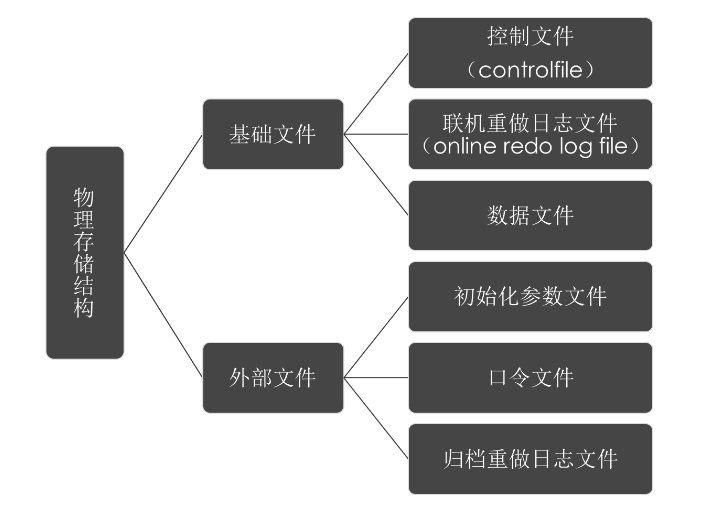 物理存储结构
基础文件
控制文件
（controlfile）
联机重做日志文件
（online redo log file）
数据文件
外部文件
初始化参数文件
口令文件
归档重做日志文件